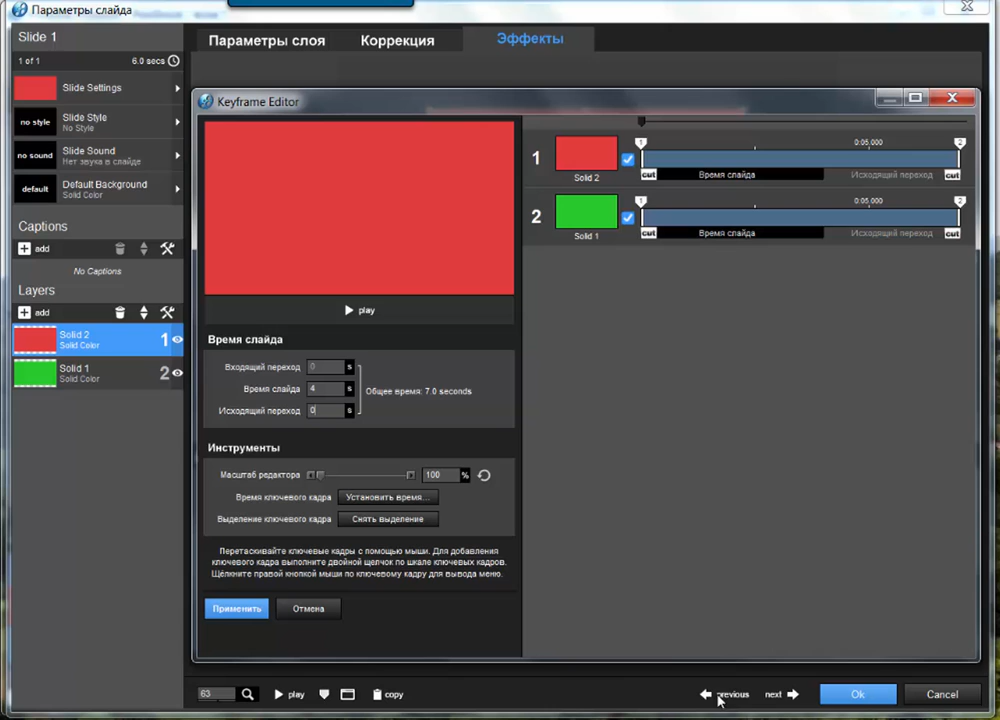 Параметры слайда
Slide 1
1 of 1 6.0 secs
Slide Settings
no style
Slide Style
No Style
no sound
Slide Sound
Нет звука в слайде
default
Default Background
Solid Color
Captions
add
No Captions
Layers
add
Solid 2
Solid Color
1
Solid 1
Solid Color
2
Параметры слоя Коррекция Эффекты
Keyframe Editor
play
Время слайда
Входящий переход 0 s
Время слайда 4 s
Общее время: 7.0 seconds
Исходящий переход 0 s
Инструменты
Масштаб редактора 100 %
Время ключевого кадра Установить время...
Выделение ключевого кадра Снять выделение
Перетаскивайте ключевые кадры с помощью мыши. Для добавления
ключевого кадра выполните двойной щелчок по шкале ключевых кадров.
Щёлкните правой кнопкой мыши по ключевому кадру для вывода меню.
Применить Отмена
1 Solid 2
1 0:05,000 2
cut Время слайда Исходящий переход cut
2 Solid 1
1 0:05,000 2
cut Время слайда Исходящий переход cut
63 play copy previous next Ok Cancel